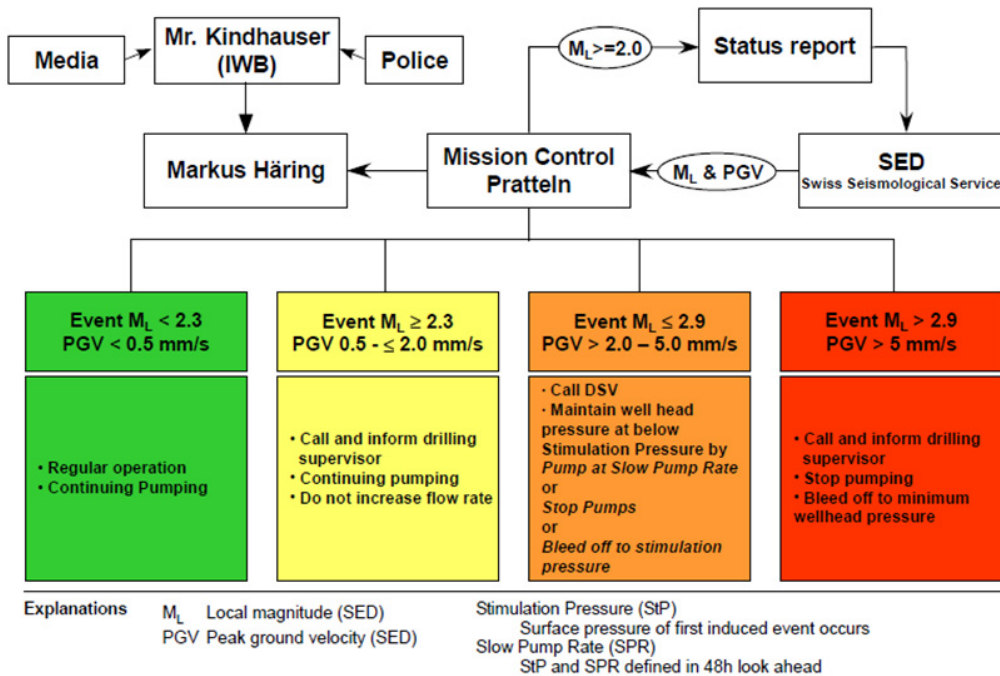 Media
Mr. Kindhauser
(IWB)
Police
M_L>=2.0
Status report
Markus Häring
Mission Control
Pratteln
M_L & PGV
SED
Swiss Seismological Service
Event M_L < 2.3
PGV < 0.5 mm/s
• Regular operation
• Continuing Pumping
Event M_L ≥ 2.3
PGV 0.5 - ≤ 2.0 mm/s
• Call and inform drilling
supervisor
• Continuing pumping
• Do not increase flow rate
Event M_L ≤ 2.9
PGV > 2.0 – 5.0 mm/s
· Call DSV
· Maintain well head
pressure at below
Stimulation Pressure by
Pump at Slow Pump Rate
or
Stop Pumps
or
Bleed off to stimulation
pressure
Event M_L > 2.9
PGV > 5 mm/s
• Call and inform drilling
supervisor
• Stop pumping
• Bleed off to minimum
wellhead pressure
Explanations
M_L Local magnitude (SED)
PGV Peak ground velocity (SED)
Stimulation Pressure (StP)
Surface pressure of first induced event occurs
Slow Pump Rate (SPR)
StP and SPR defined in 48h look ahead